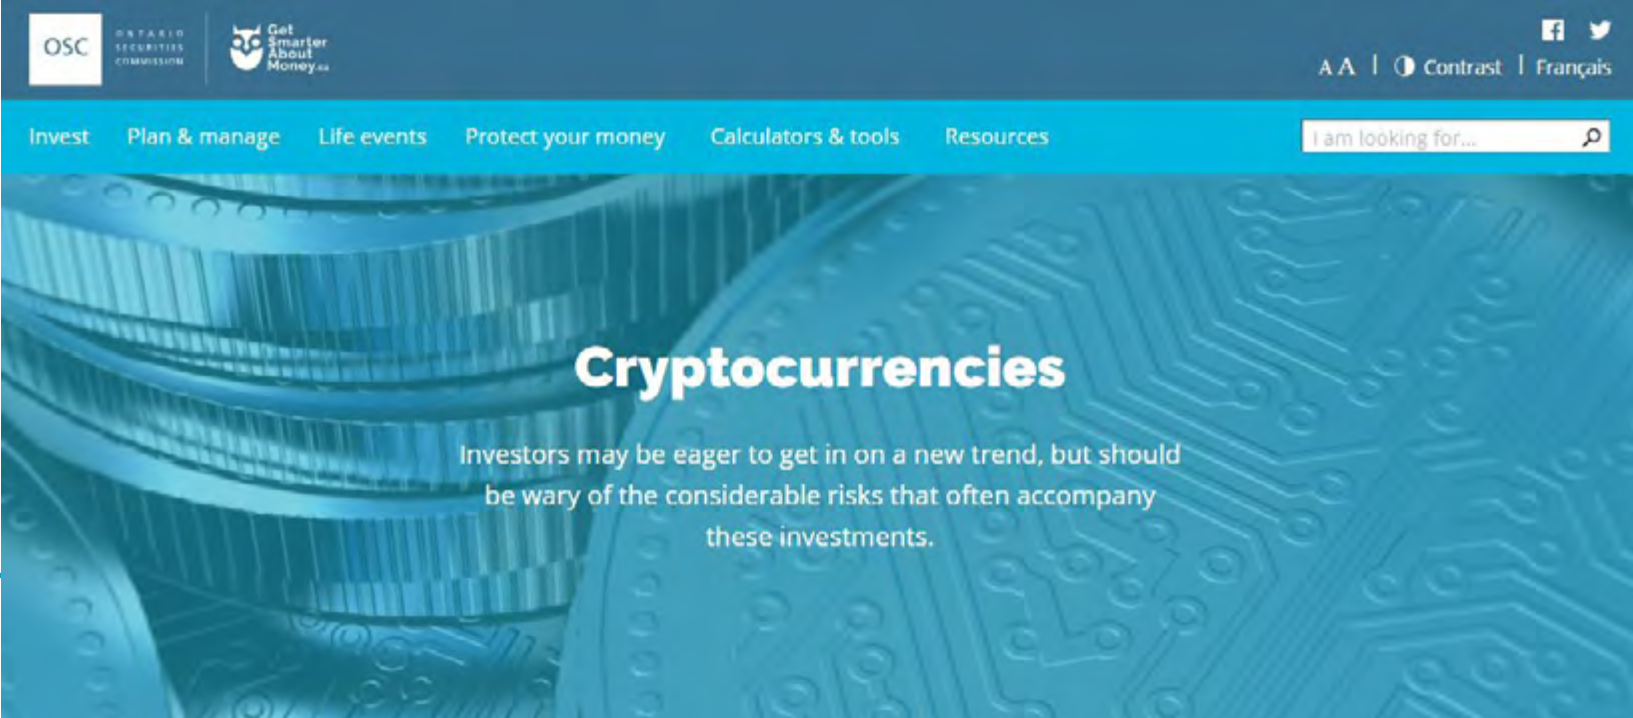 OSC
ONTARIO
SECURITIES
COMMISSION
Get
Smarter
About
Money.ca
A A | Contrast | Français
Invest Plan & manage Life events Protect your money Calculators & tools Resources
I am looking for...
Cryptocurrencies
Investors may be eager to get in on a new trend, but should
be wary of the considerable risks that often accompany
these investments.